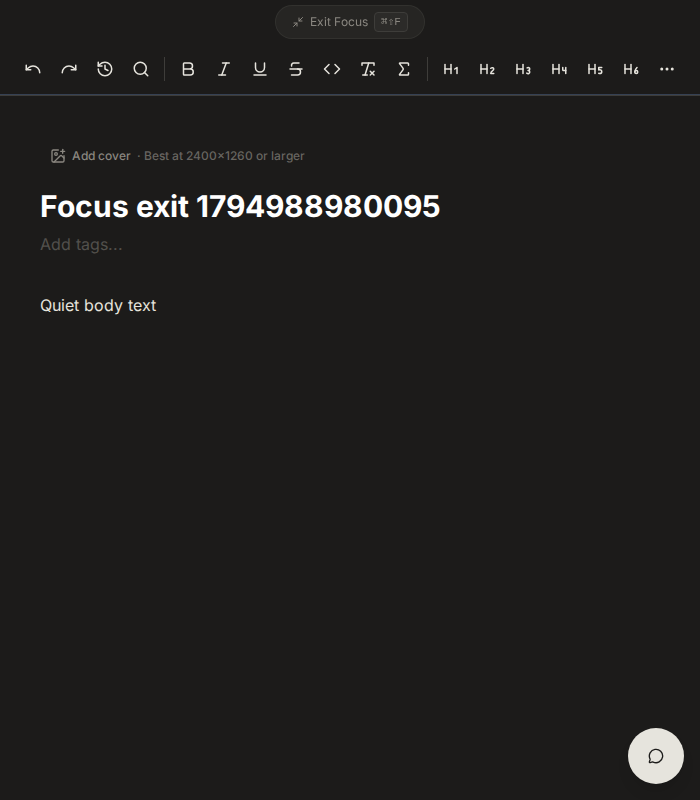 Exit Focus ⌘⇧F
B I U S <> Tx Σ H1 H2 H3 H4 H5 H6
Add cover · Best at 2400×1260 or larger
Focus exit 1794988980095
Add tags...
Quiet body text